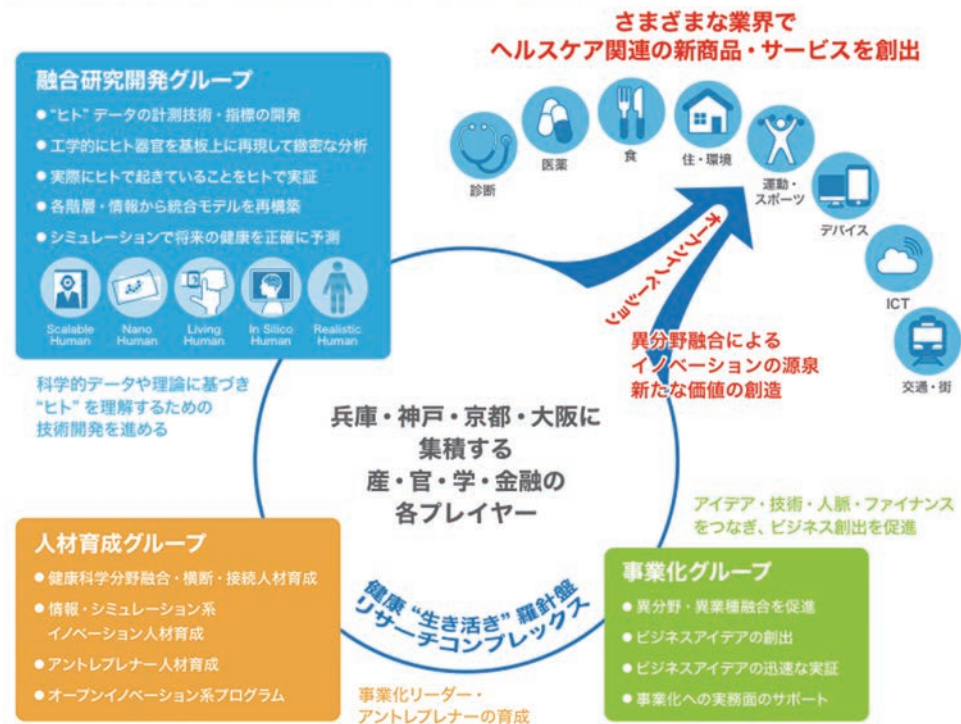 さまざまな業界で
ヘルスケア関連の新商品・サービスを創出
融合研究開発グループ
● “ヒト” データの計測技術・指標の開発
● 工学的にヒト器官を基板上に再現して緻密な分析
● 実際にヒトで起きていることをヒトで実証
● 各階層・情報から統合モデルを再構築
● シミュレーションで将来の健康を正確に予測
Scalable
Human
Nano
Human
Living
Human
In Silico
Human
Realistic
Human
科学的データや理論に基づき
“ヒト” を理解するための
技術開発を進める
診断
医薬
食
住・環境
運動・
スポーツ
デバイス
ICT
交通・街
オープンイノベーション
異分野融合による
イノベーションの源泉
新たな価値の創造
兵庫・神戸・京都・大阪に
集積する
産・官・学・金融の
各プレイヤー
アイデア・技術・人脈・ファイナンス
をつなぎ、ビジネス創出を促進
人材育成グループ
● 健康科学分野融合・横断・接続人材育成
● 情報・シミュレーション系
イノベーション人材育成
● アントレプレナー人材育成
● オープンイノベーション系プログラム
健康 “生き活き” 羅針盤
リサーチコンプレックス
事業化リーダー・
アントレプレナーの育成
事業化グループ
● 異分野・異業種融合を促進
● ビジネスアイデアの創出
● ビジネスアイデアの迅速な実証
● 事業化への実務面のサポート